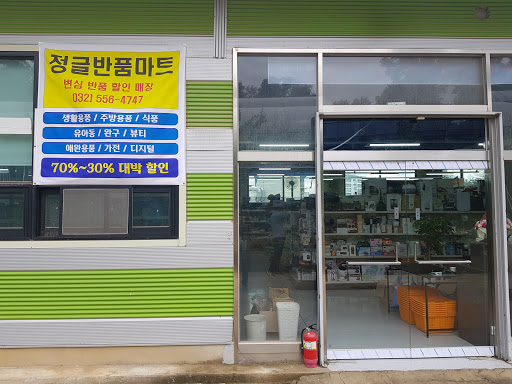 정글반품마트
변심 반품 할인 매장
032) 556-4747
생활용품 / 주방용품 / 식품
유아동 / 완구 / 뷰티
애완용품 / 가전 / 디지털
70%~30% 대박 할인